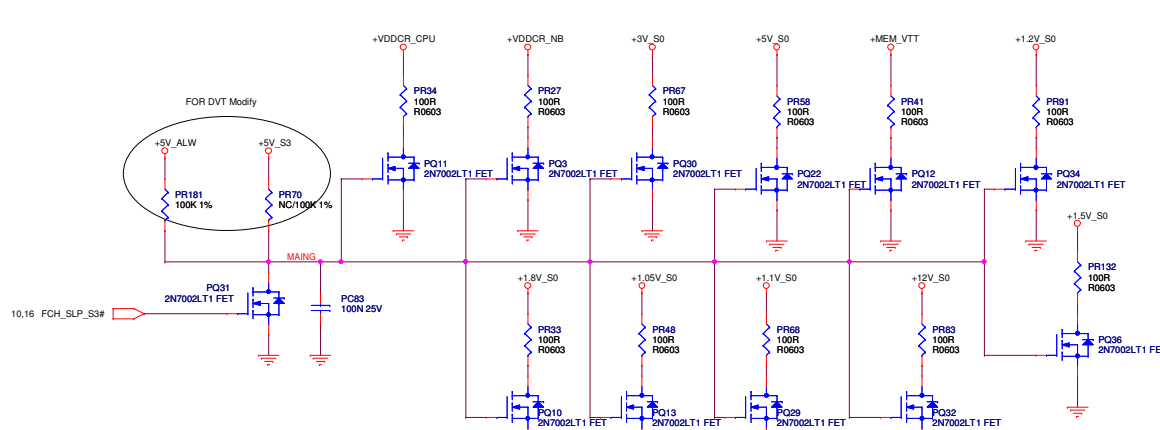 +VDDCR_CPU
+VDDCR_NB
+3V_S0
+5V_S0
+MEM_VTT
+1.2V_S0
PR34
100R
R0603
PR27
100R
R0603
PR67
100R
R0603
PR58
100R
R0603
PR41
100R
R0603
PR91
100R
R0603
FOR DVT Modify
+5V_ALW
+5V_S3
PR181
100K 1%
PR70
NC/100K 1%
PQ11
2N7002LT1 FET
PQ3
2N7002LT1 FET
PQ30
2N7002LT1 FET
PQ22
2N7002LT1 FET
PQ12
2N7002LT1 FET
PQ34
2N7002LT1 FET
+1.5V_S0
PR132
100R
R0603
MAING
PQ31
2N7002LT1 FET
PC83
100N 25V
10,16 FCH_SLP_S3#
+1.8V_S0
+1.05V_S0
+1.1V_S0
+12V_S0
PR33
100R
R0603
PR48
100R
R0603
PR68
100R
R0603
PR83
100R
R0603
PQ36
2N7002LT1 FE
PQ10
2N7002LT1 FET
PQ13
2N7002LT1 FET
PQ29
2N7002LT1 FET
PQ32
2N7002LT1 FET